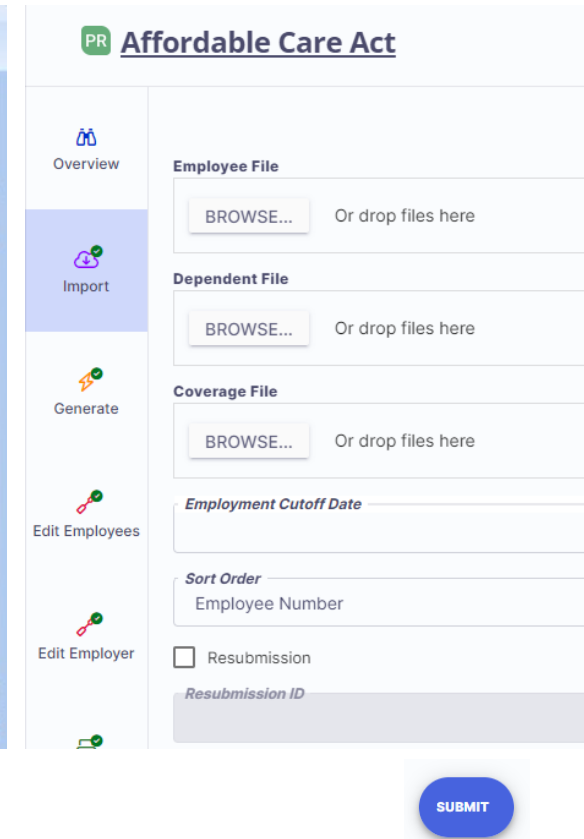 PR Affordable Care Act
Overview
Import
Generate
Edit Employees
Edit Employer
Employee File
BROWSE... Or drop files here
Dependent File
BROWSE... Or drop files here
Coverage File
BROWSE... Or drop files here
Employment Cutoff Date
Sort Order
Employee Number
Resubmission
Resubmission ID
SUBMIT